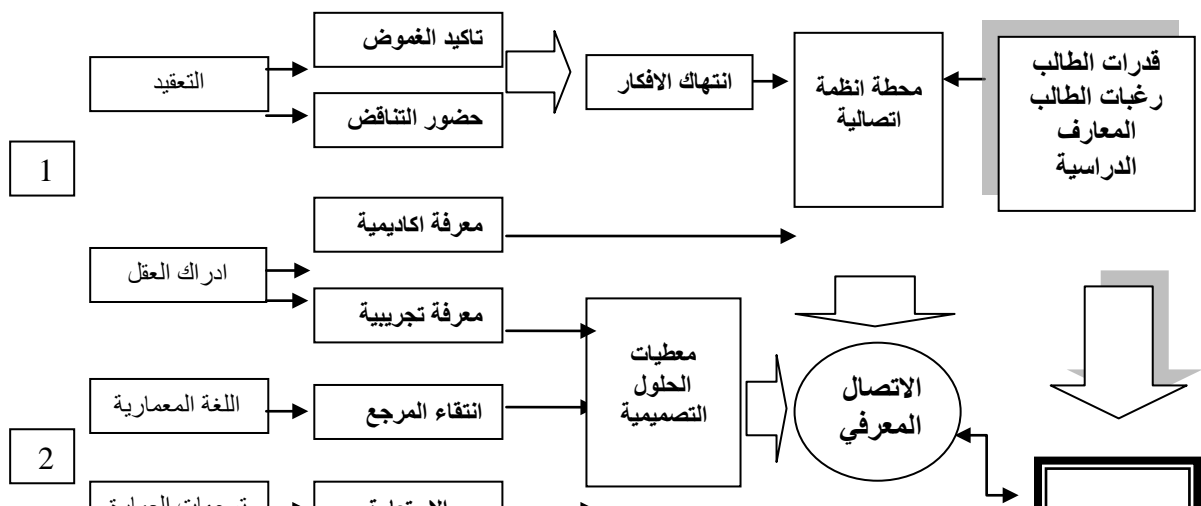 تاكيد الغموض
التعقيد
حضور التناقض
انتهاك الافكار
محطة انظمة
اتصالية
قدرات الطالب
رغبات الطالب
المعارف
الدراسية
1
معرفة اكاديمية
ادراك العقل
معرفة تجريبية
معطيات
الحلول
التصميمية
الاتصال
المعرفي
اللغة المعمارية
انتقاء المرجع
2